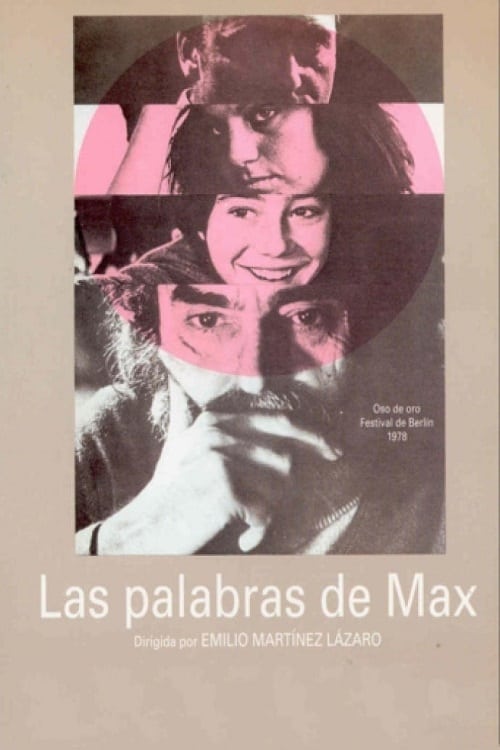 Oso de oro
Festival de Berlín
1978
Las palabras de Max
Dirigida por EMILIO MARTÍNEZ LÁZARO